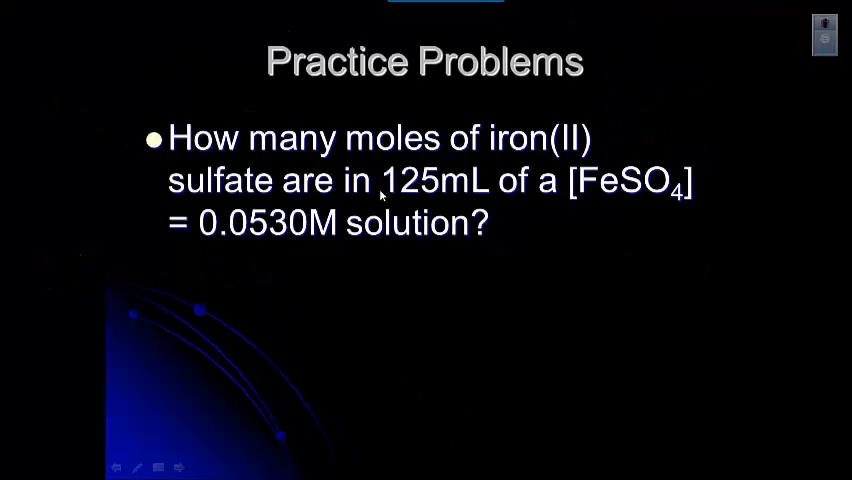 Practice Problems
How many moles of iron(II)
sulfate are in 125mL of a [FeSO₄]
= 0.0530M solution?